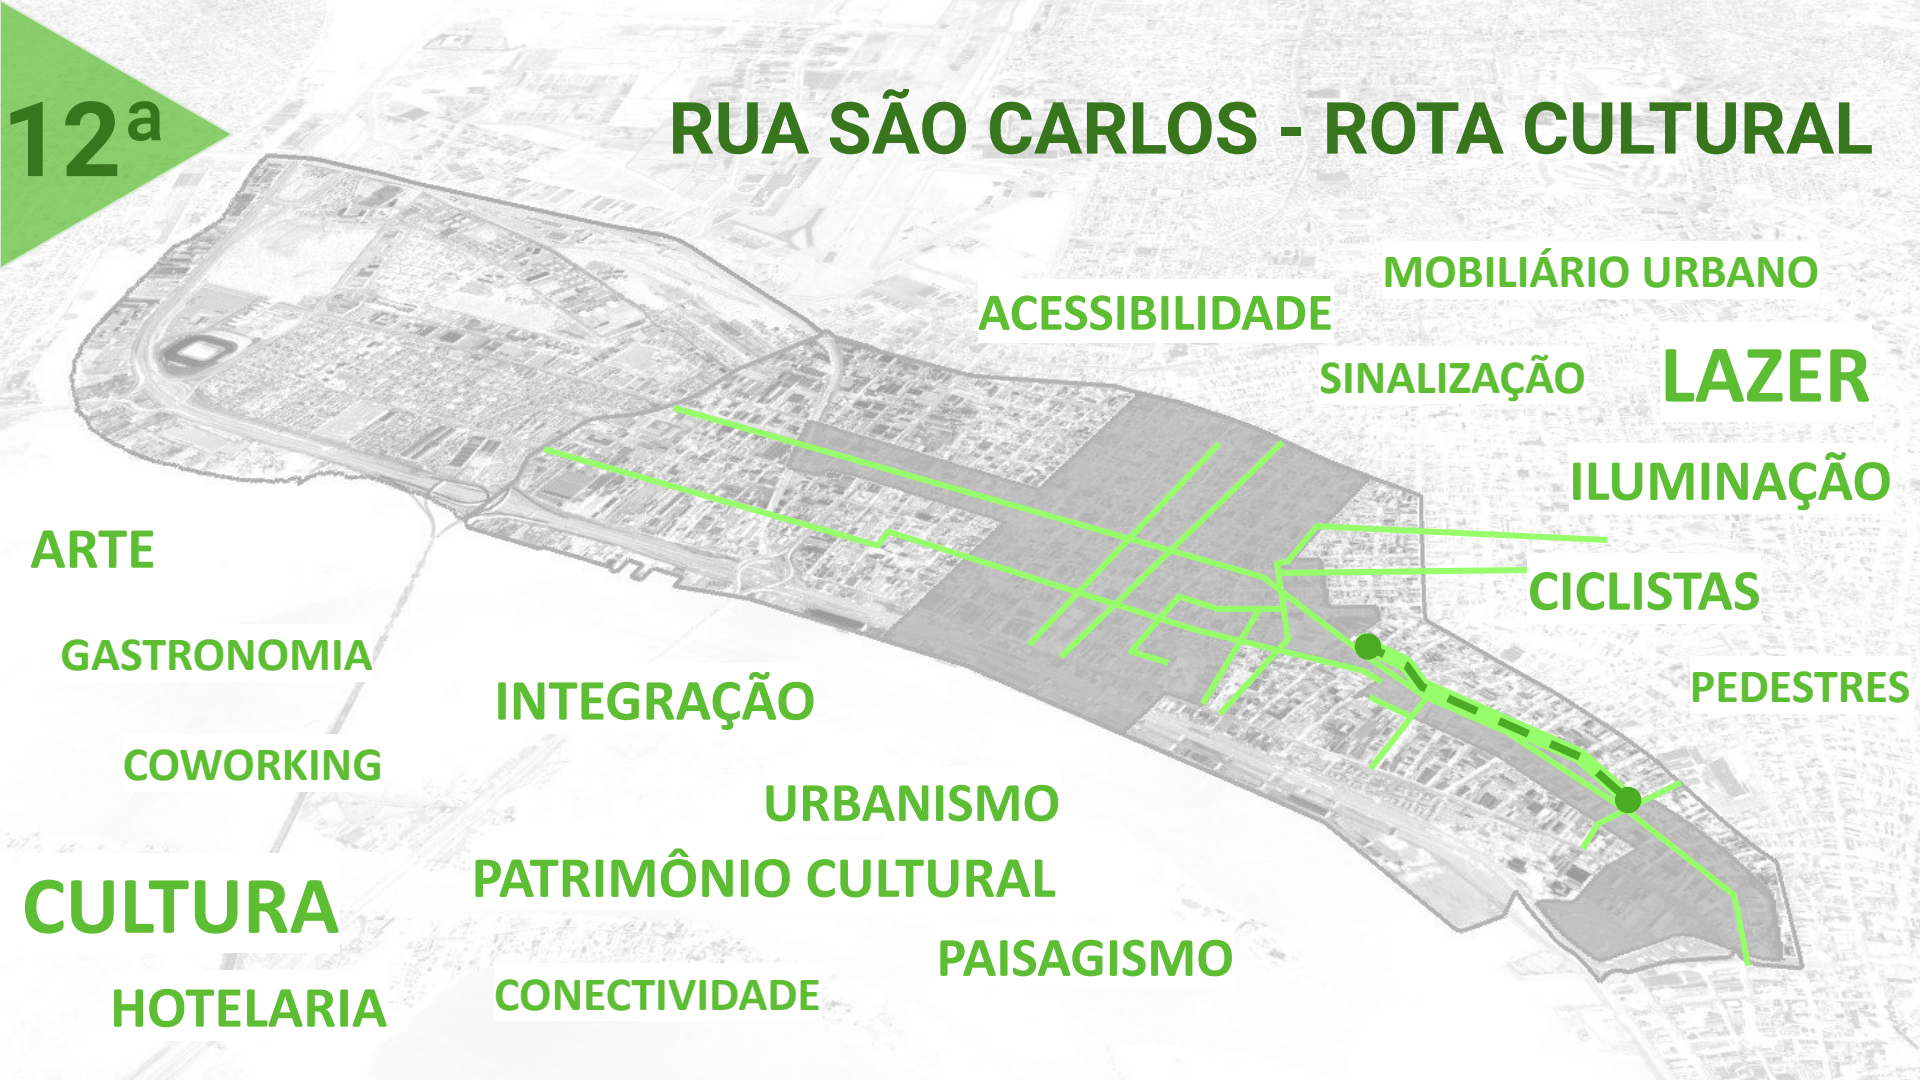 12ª
RUA SÃO CARLOS - ROTA CULTURAL
MOBILIÁRIO URBANO
ACESSIBILIDADE
SINALIZAÇÃO
LAZER
ILUMINAÇÃO
ARTE
CICLISTAS
GASTRONOMIA
INTEGRAÇÃO
PEDESTRES
COWORKING
URBANISMO
PATRIMÔNIO CULTURAL
CULTURA
PAISAGISMO
HOTELARIA
CONECTIVIDADE